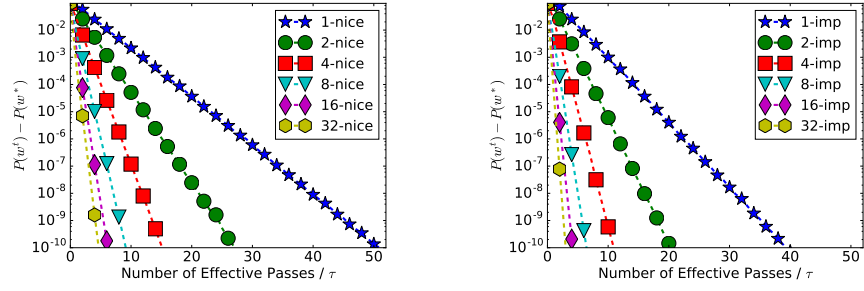 10^{-2}
10^{-3}
10^{-4}
10^{-5}
10^{-6}
10^{-7}
10^{-8}
10^{-9}
10^{-10}
P(w^t) − P(w^*)
0 10 20 30 40 50
Number of Effective Passes / τ
1-nice
2-nice
4-nice
8-nice
16-nice
32-nice
10^{-2}
10^{-3}
10^{-4}
10^{-5}
10^{-6}
10^{-7}
10^{-8}
10^{-9}
10^{-10}
P(w^t) − P(w^*)
0 10 20 30 40 50
Number of Effective Passes / τ
1-imp
2-imp
4-imp
8-imp
16-imp
32-imp